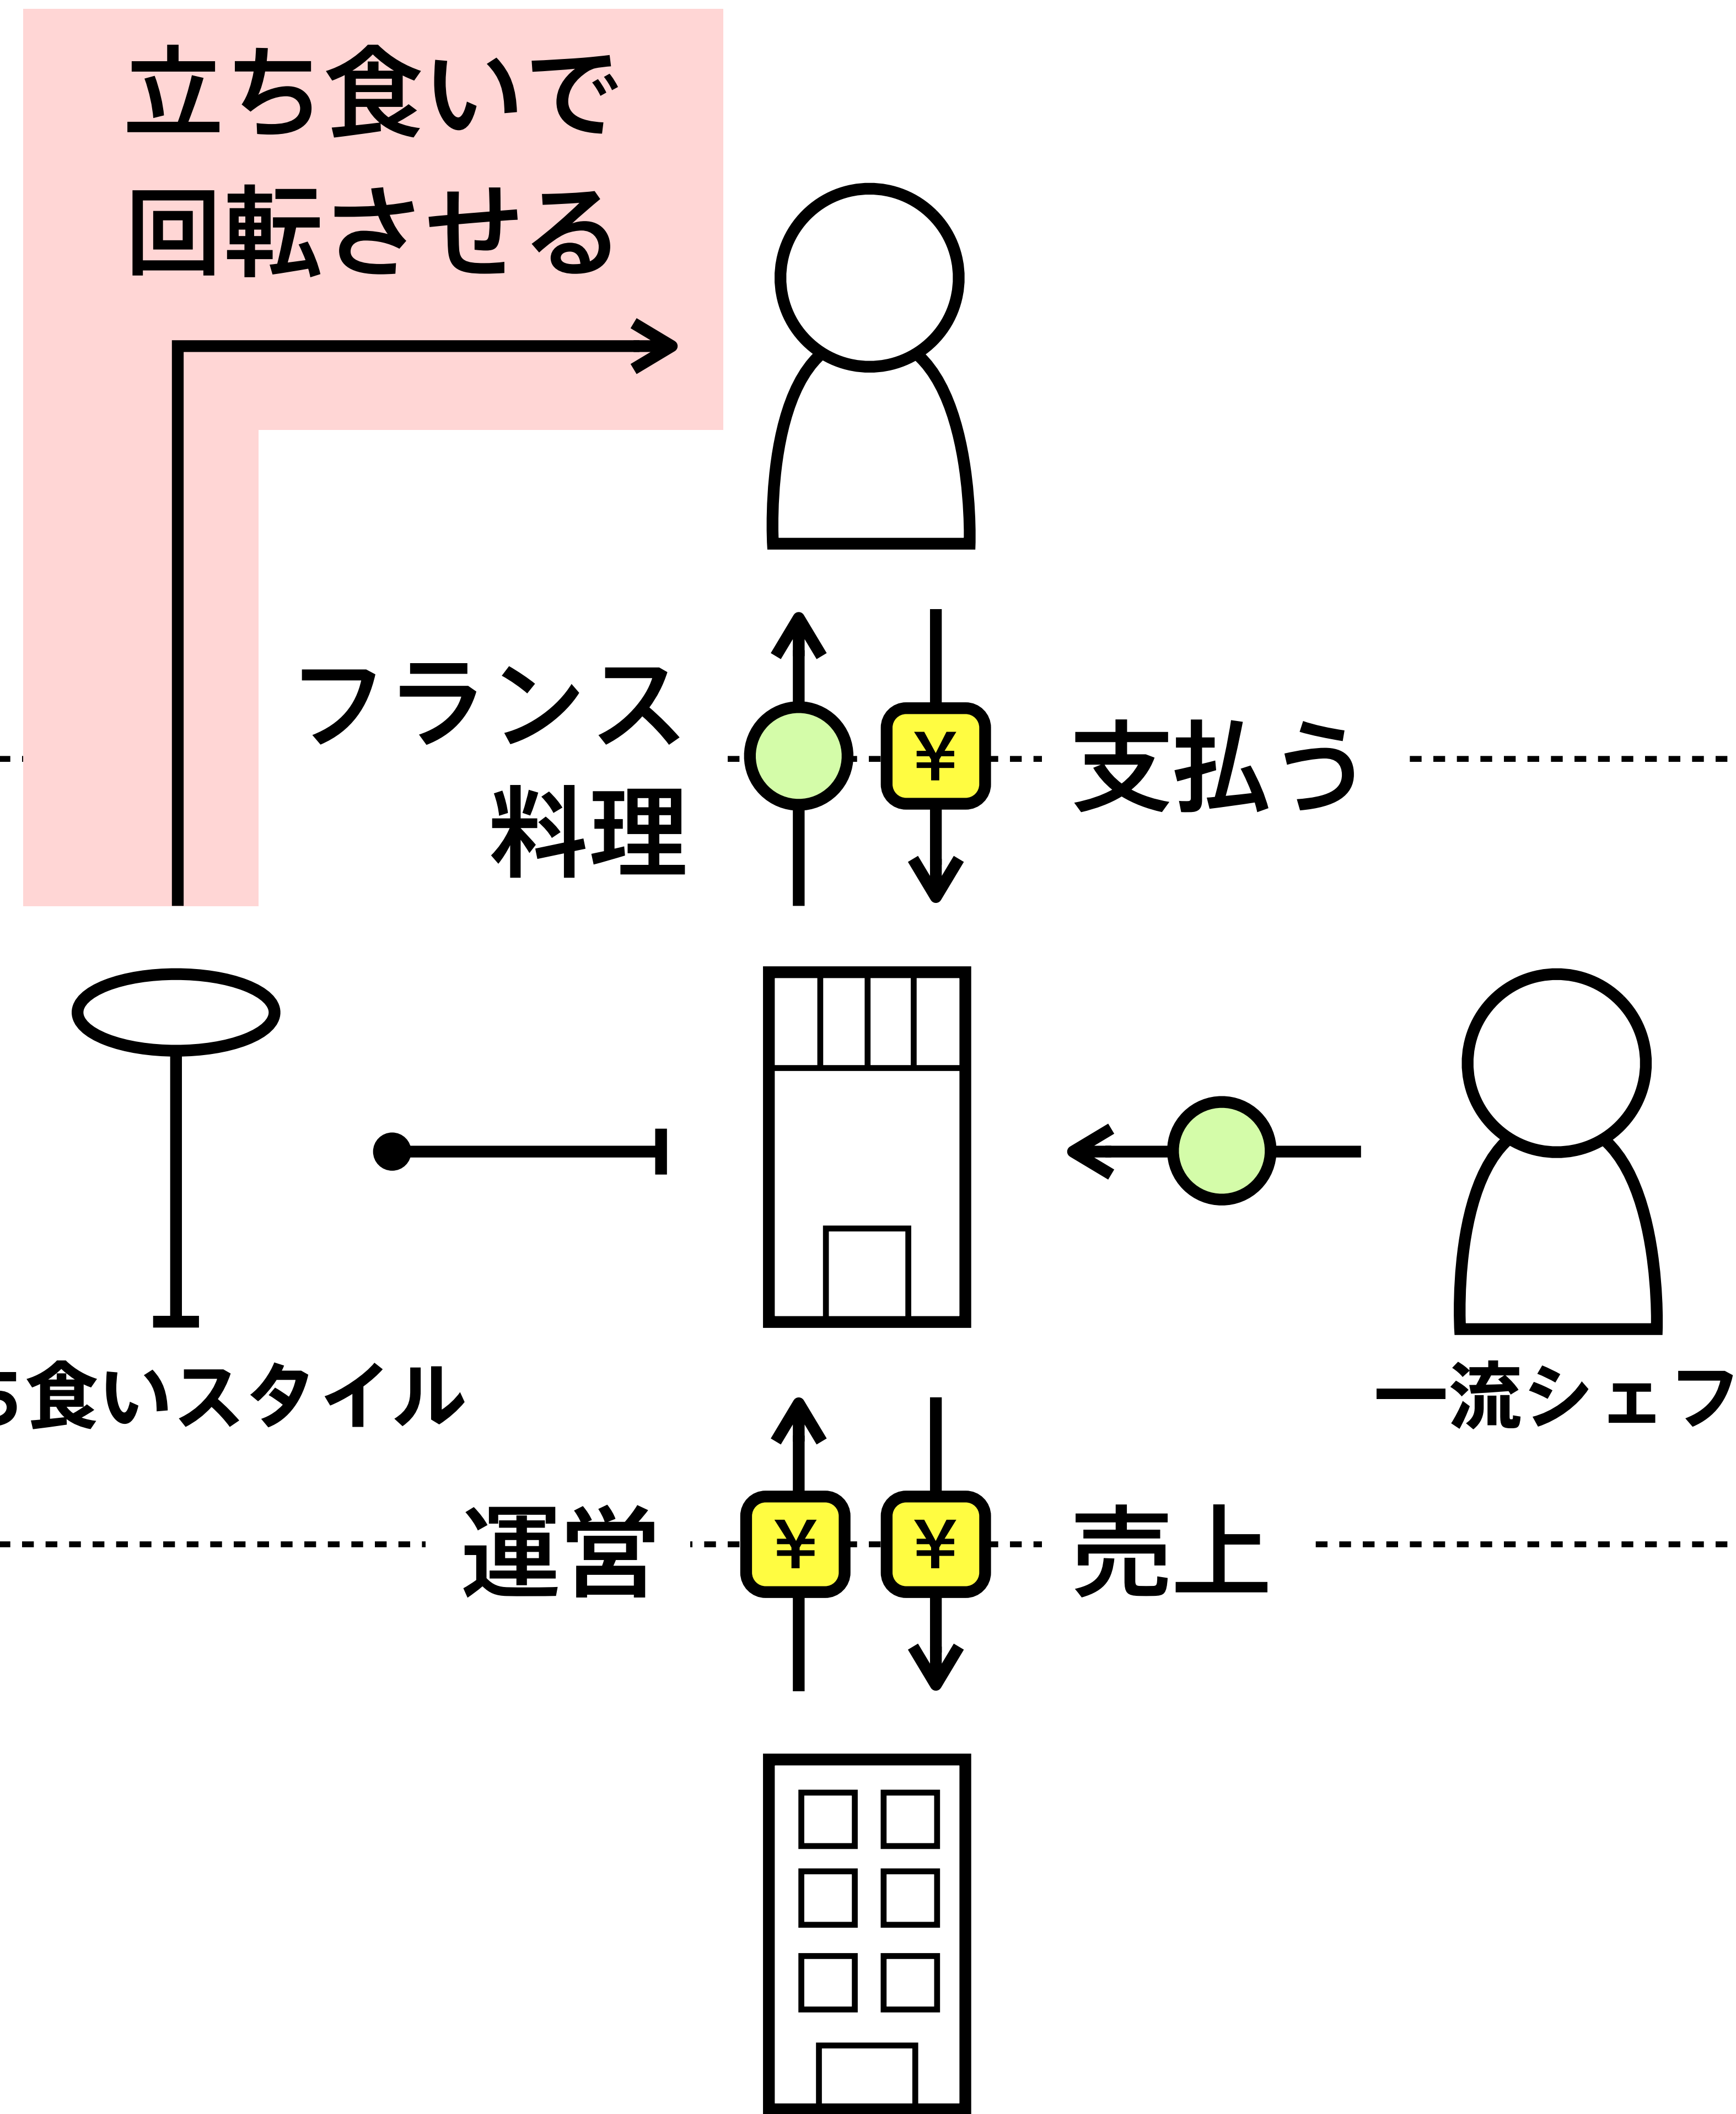 立ち食いで
回転させる
フランス
料理
¥
支払う
ち食いスタイル
一流シェフ
運営
¥
¥
売上